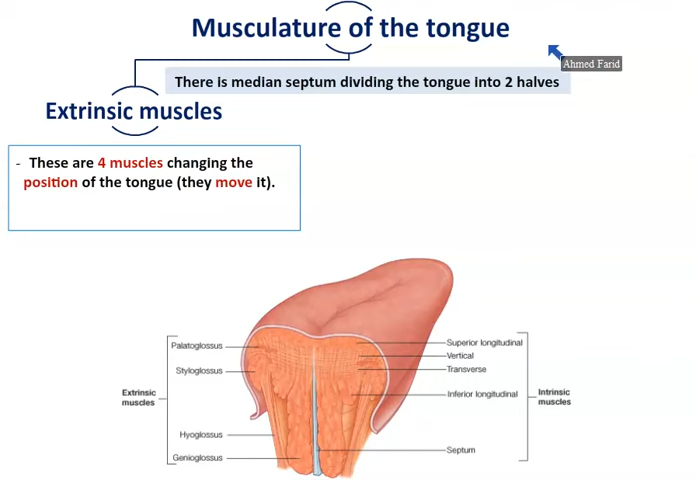 Musculature of the tongue
Ahmed Farid
There is median septum dividing the tongue into 2 halves
Extrinsic muscles
- These are 4 muscles changing the
position of the tongue (they move it).
Palatoglossus
Styloglossus
Extrinsic
muscles
Hyoglossus
Genioglossus
Superior longitudinal
Vertical
Transverse
Inferior longitudinal
Intrinsic
muscles
Septum